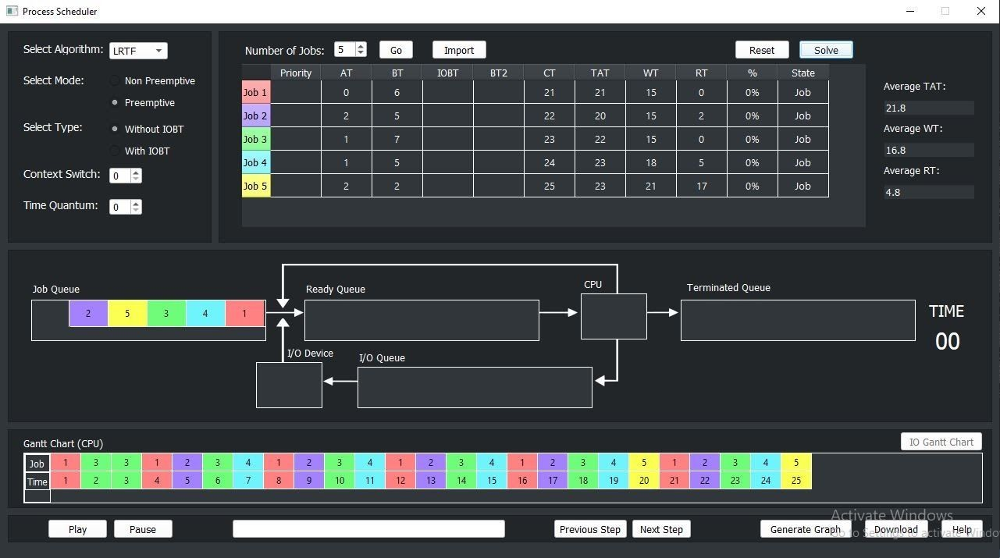 Process Scheduler
Select Algorithm: LRTF
Select Mode: Non Preemptive
Preemptive
Select Type: Without IOBT
With IOBT
Context Switch: 0
Time Quantum: 0
Number of Jobs: 5 Go Import Reset Solve
Priority AT BT IOBT BT2 CT TAT WT RT % State
Job 1 0 6 21 21 15 0 0% Job
Job 2 2 5 22 20 15 2 0% Job
Job 3 1 7 23 22 15 0 0% Job
Job 4 1 5 24 23 18 5 0% Job
Job 5 2 2 25 23 21 17 0% Job
Average TAT:
21.8
Average WT:
16.8
Average RT:
4.8
Job Queue
2 5 3 4 1
Ready Queue
CPU
Terminated Queue
TIME
00
I/O Device
I/O Queue
Gantt Chart (CPU)
IO Gantt Chart
Job 1 3 3 1 2 3 4 1 2 3 4 1 2 3 4 1 2 3 4 5 1 2 3 4 5
Time 1 2 3 4 5 6 7 8 9 10 11 12 13 14 15 16 17 18 19 20 21 22 23 24 25
Play Pause Previous Step Next Step Generate Graph Download Help
Activate Windows
Go to Settings to activate Windo